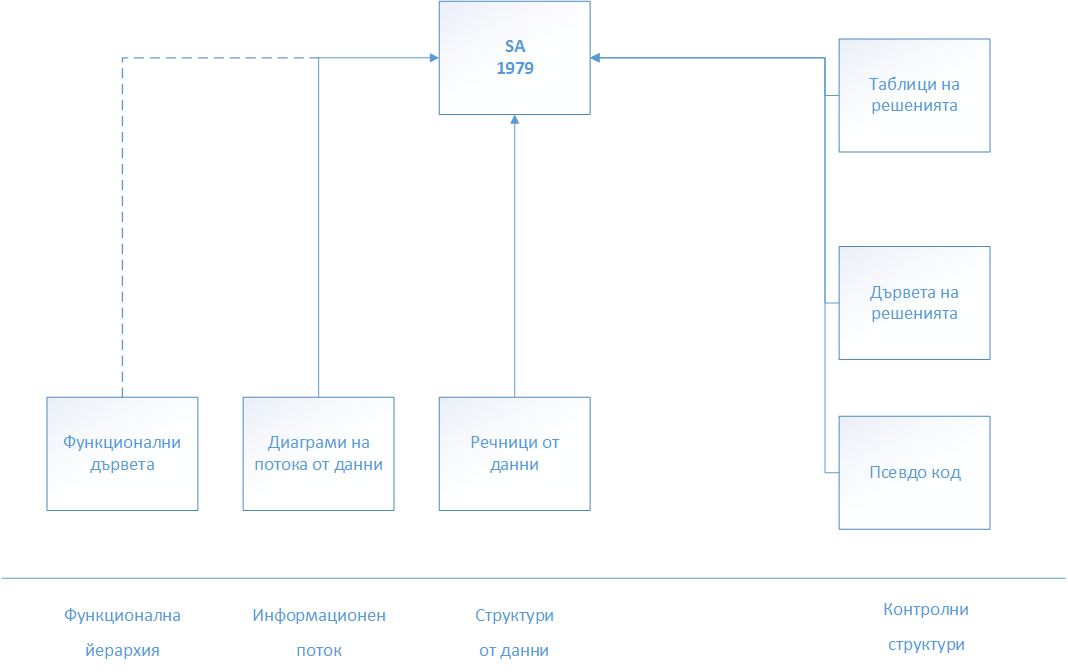 SA
1979
Таблици на
решенията
Дървета на
решенията
Функционални
дървета
Диаграми на
потока от данни
Речници от
данни
Псевдо код
Функционална
йерархия
Информационен
поток
Структури
от данни
Контролни
структури